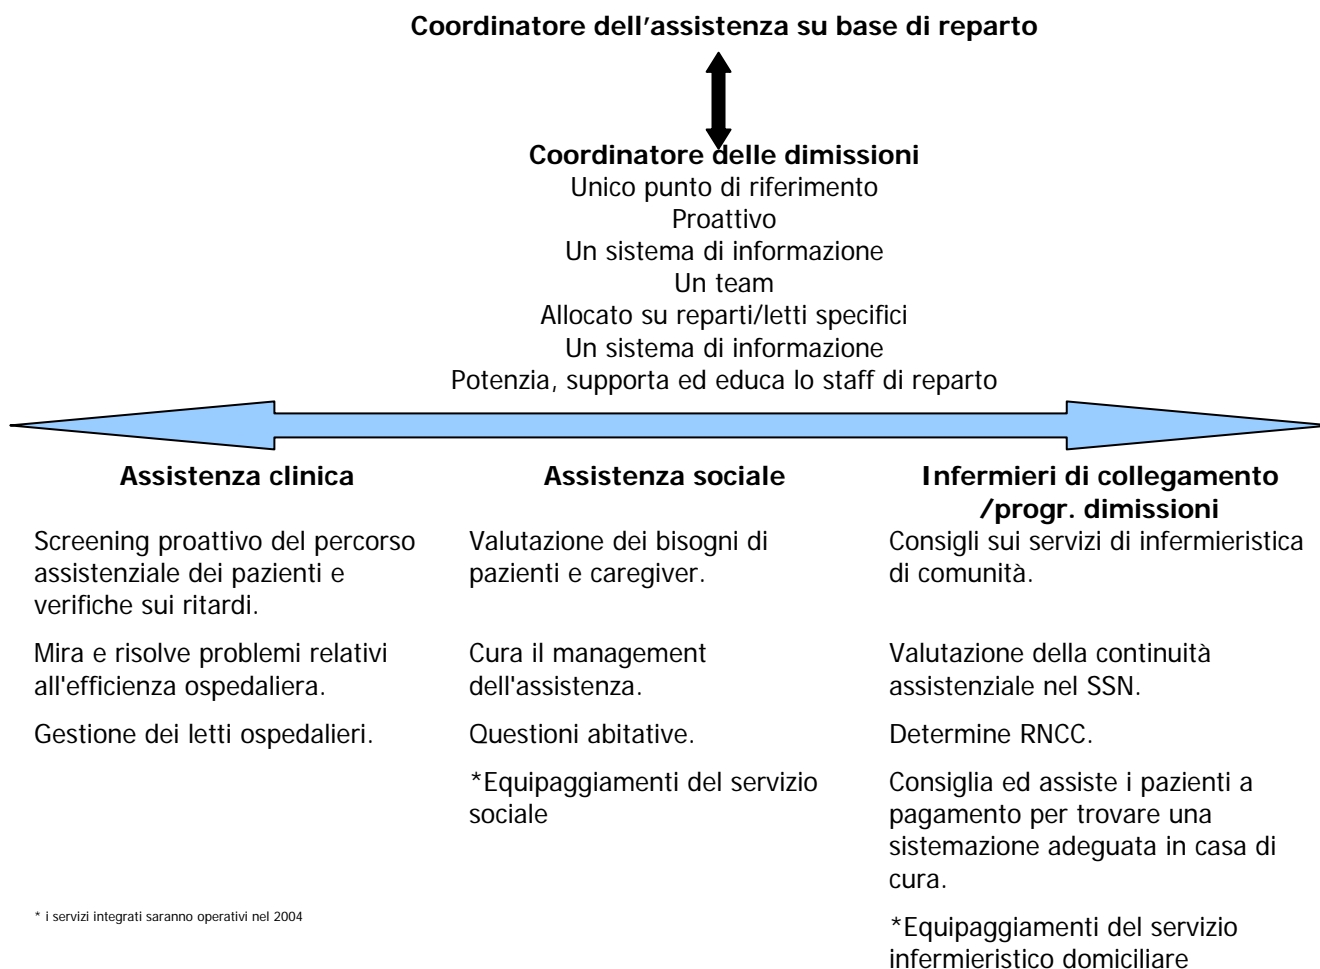 Coordinatore dell'assistenza su base di reparto
Coordinatore delle dimissioni
Unico punto di riferimento
Proattivo
Un sistema di informazione
Un team
Allocato su reparti/letti specifici
Un sistema di informazione
Potenzia, supporta ed educa lo staff di reparto
Assistenza clinica
Screening proattivo del percorso
assistenziale dei pazienti e
verifiche sui ritardi.
Mira e risolve problemi relativi
all'efficienza ospedaliera.
Gestione dei letti ospedalieri.
Assistenza sociale
Valutazione dei bisogni di
pazienti e caregiver.
Cura il management
dell'assistenza.
Questioni abitative.
*Equipaggiamenti del servizio
sociale
Infermieri di collegamento
/progr. dimissioni
Consigli sui servizi di infermieristica
di comunità.
Valutazione della continuità
assistenziale nel SSN.
Determine RNCC.
Consiglia ed assiste i pazienti a
pagamento per trovare una
sistemazione adeguata in casa di
cura.
*Equipaggiamenti del servizio
infermieristico domiciliare
* i servizi integrati saranno operativi nel 2004